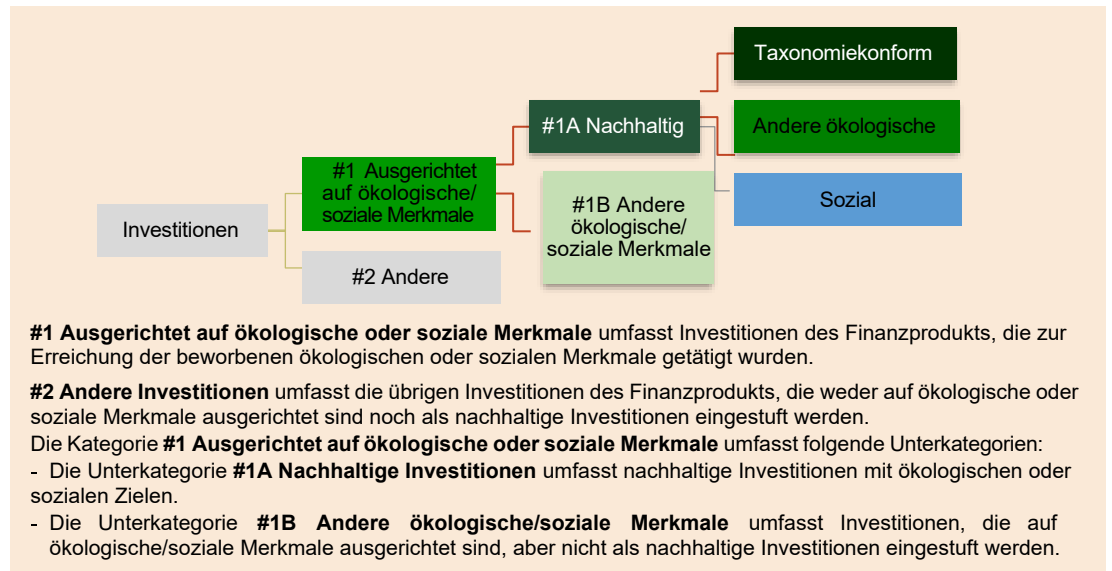 Taxonomiekonform
#1A Nachhaltig
Andere ökologische
#1 Ausgerichtet
auf ökologische/
soziale Merkmale
#1B Andere
ökologische/
soziale Merkmale
Sozial
Investitionen
#2 Andere
#1 Ausgerichtet auf ökologische oder soziale Merkmale umfasst Investitionen des Finanzprodukts, die zur
Erreichung der beworbenen ökologischen oder sozialen Merkmale getätigt wurden.
#2 Andere Investitionen umfasst die übrigen Investitionen des Finanzprodukts, die weder auf ökologische oder
soziale Merkmale ausgerichtet sind noch als nachhaltige Investitionen eingestuft werden.
Die Kategorie #1 Ausgerichtet auf ökologische oder soziale Merkmale umfasst folgende Unterkategorien:
- Die Unterkategorie #1A Nachhaltige Investitionen umfasst nachhaltige Investitionen mit ökologischen oder
sozialen Zielen.
- Die Unterkategorie #1B Andere ökologische/soziale Merkmale umfasst Investitionen, die auf
ökologische/soziale Merkmale ausgerichtet sind, aber nicht als nachhaltige Investitionen eingestuft werden.